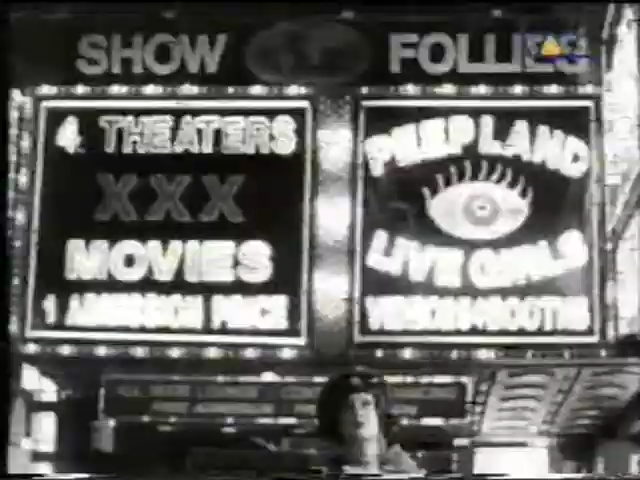 SHOW FOLLIES
4 THEATERS
XXX
MOVIES
1 ADMISSION PRICE
PEEP LAND
LIVE GIRLS
VIDEO BOOTHS